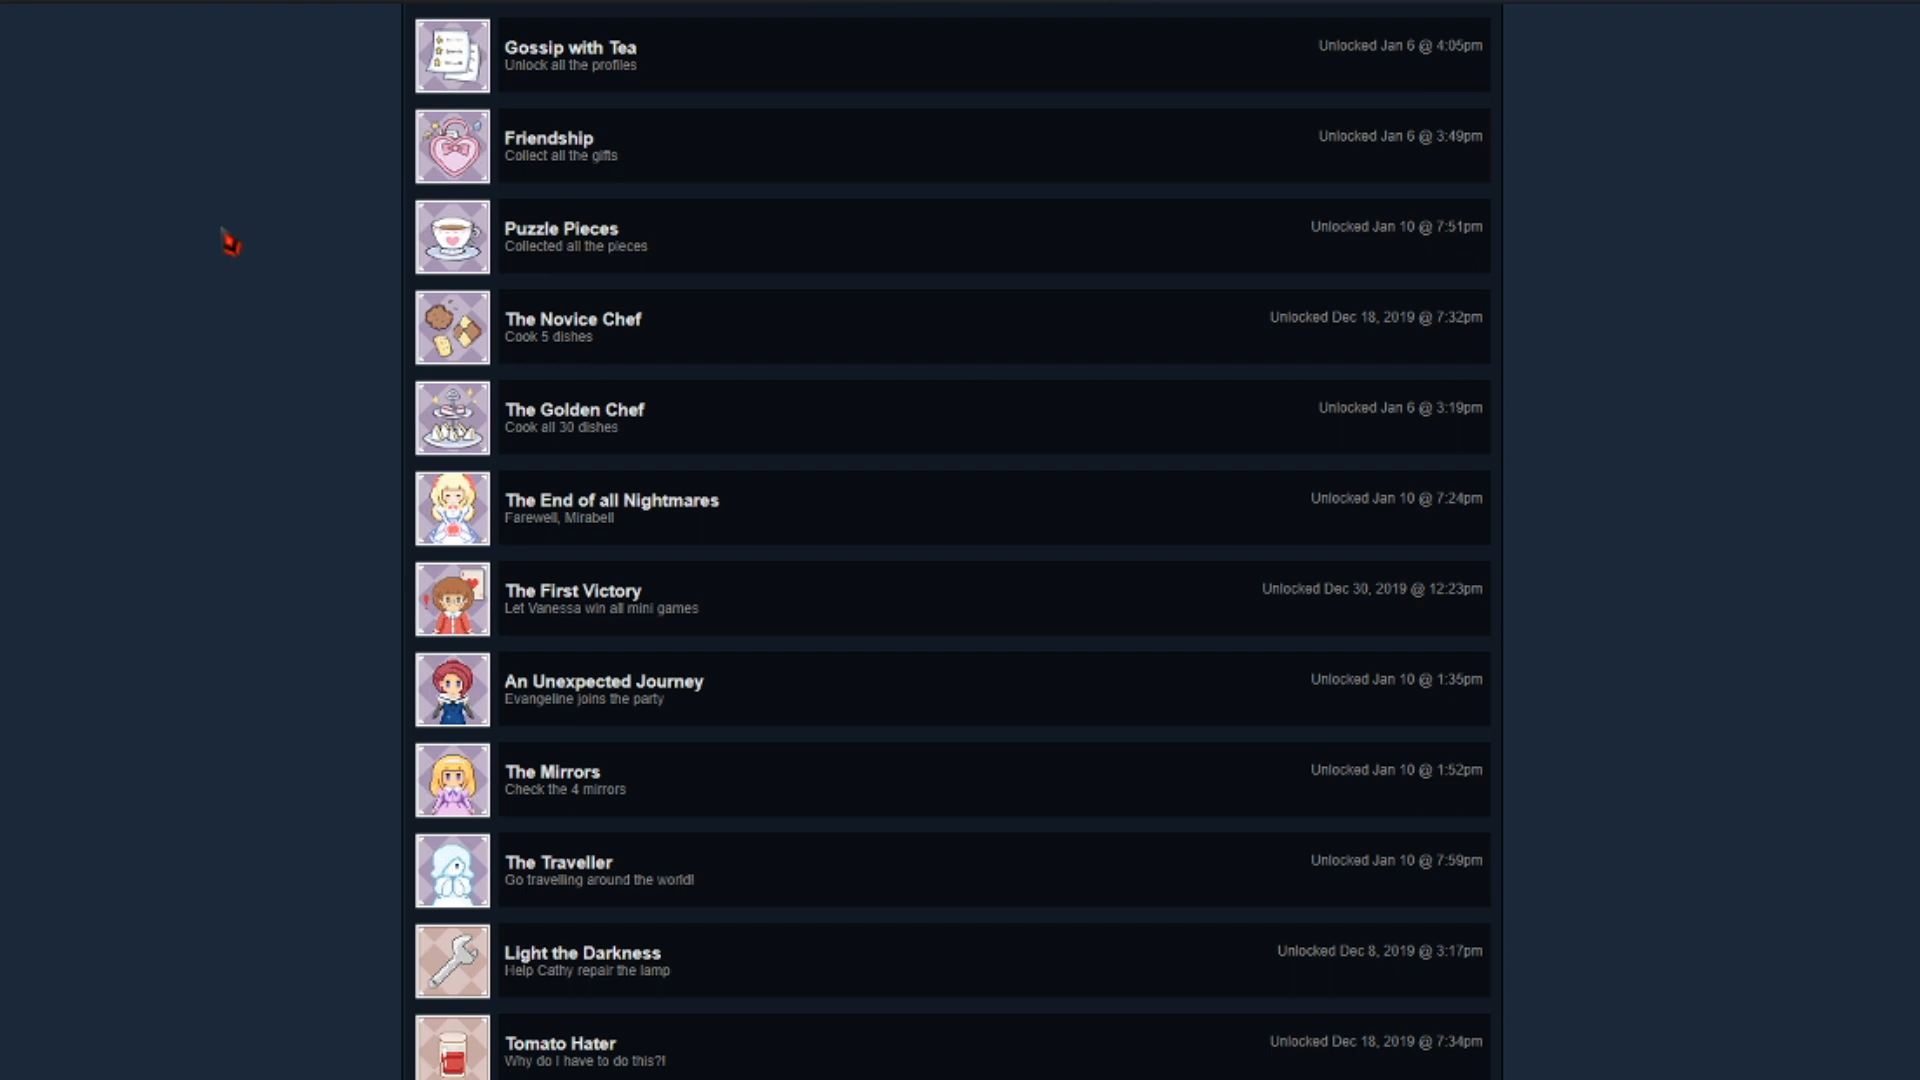 Gossip with Tea
Unlock all the profiles
Unlocked Jan 6 @ 4:05pm
Friendship
Collect all the gifts
Unlocked Jan 6 @ 3:49pm
Puzzle Pieces
Collected all the pieces
Unlocked Jan 10 @ 7:51pm
The Novice Chef
Cook 5 dishes
Unlocked Dec 18, 2019 @ 7:32pm
The Golden Chef
Cook all 30 dishes
Unlocked Jan 6 @ 3:19pm
The End of all Nightmares
Farewell, Mirabell
Unlocked Jan 10 @ 7:24pm
The First Victory
Let Vanessa win all mini games
Unlocked Dec 30, 2019 @ 12:23pm
An Unexpected Journey
Evangeline joins the party
Unlocked Jan 10 @ 1:35pm
The Mirrors
Check the 4 mirrors
Unlocked Jan 10 @ 1:52pm
The Traveller
Go travelling around the world!
Unlocked Jan 10 @ 7:59pm
Light the Darkness
Help Cathy repair the lamp
Unlocked Dec 8, 2019 @ 3:17pm
Tomato Hater
Why do I have to do this?!
Unlocked Dec 18, 2019 @ 7:34pm